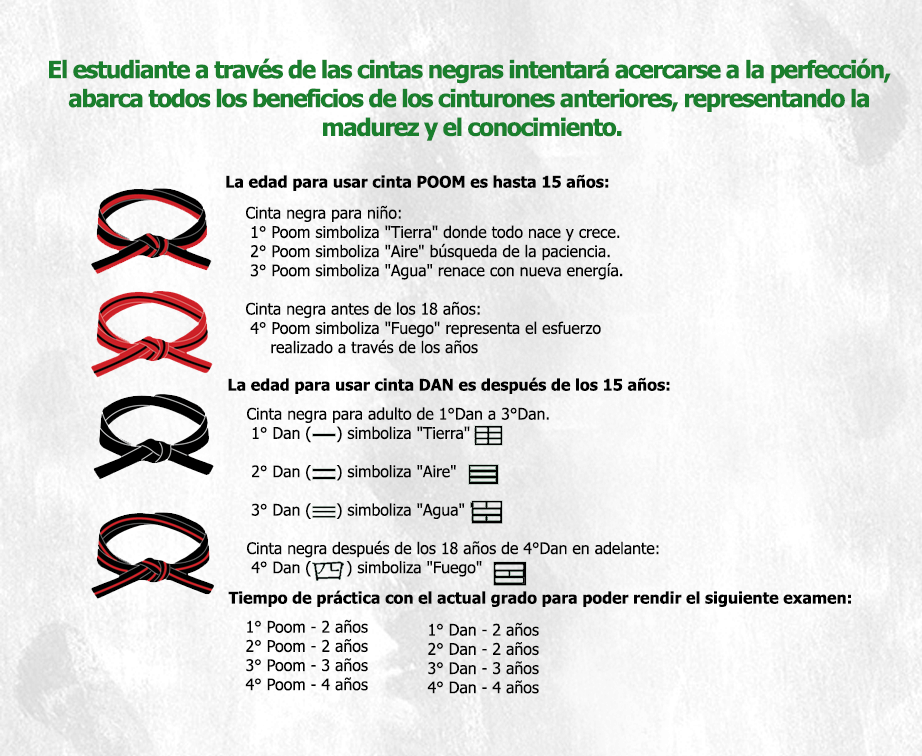 El estudiante a través de las cintas negras intentará acercarse a la perfección,
abarca todos los beneficios de los cinturones anteriores, representando la
madurez y el conocimiento.
La edad para usar cinta POOM es hasta 15 años:
Cinta negra para niño:
1° Poom simboliza "Tierra" donde todo nace y crece.
2° Poom simboliza "Aire" búsqueda de la paciencia.
3° Poom simboliza "Agua" renace con nueva energía.
Cinta negra antes de los 18 años:
4° Poom simboliza "Fuego" representa el esfuerzo
realizado a través de los años
La edad para usar cinta DAN es después de los 15 años:
Cinta negra para adulto de 1°Dan a 3°Dan.
1° Dan (一) simboliza "Tierra"
2° Dan (二) simboliza "Aire"
3° Dan (三) simboliza "Agua"
Cinta negra después de los 18 años de 4°Dan en adelante:
4° Dan (四) simboliza "Fuego"
Tiempo de práctica con el actual grado para poder rendir el siguiente examen:
1° Poom - 2 años
2° Poom - 2 años
3° Poom - 3 años
4° Poom - 4 años
1° Dan - 2 años
2° Dan - 2 años
3° Dan - 3 años
4° Dan - 4 años